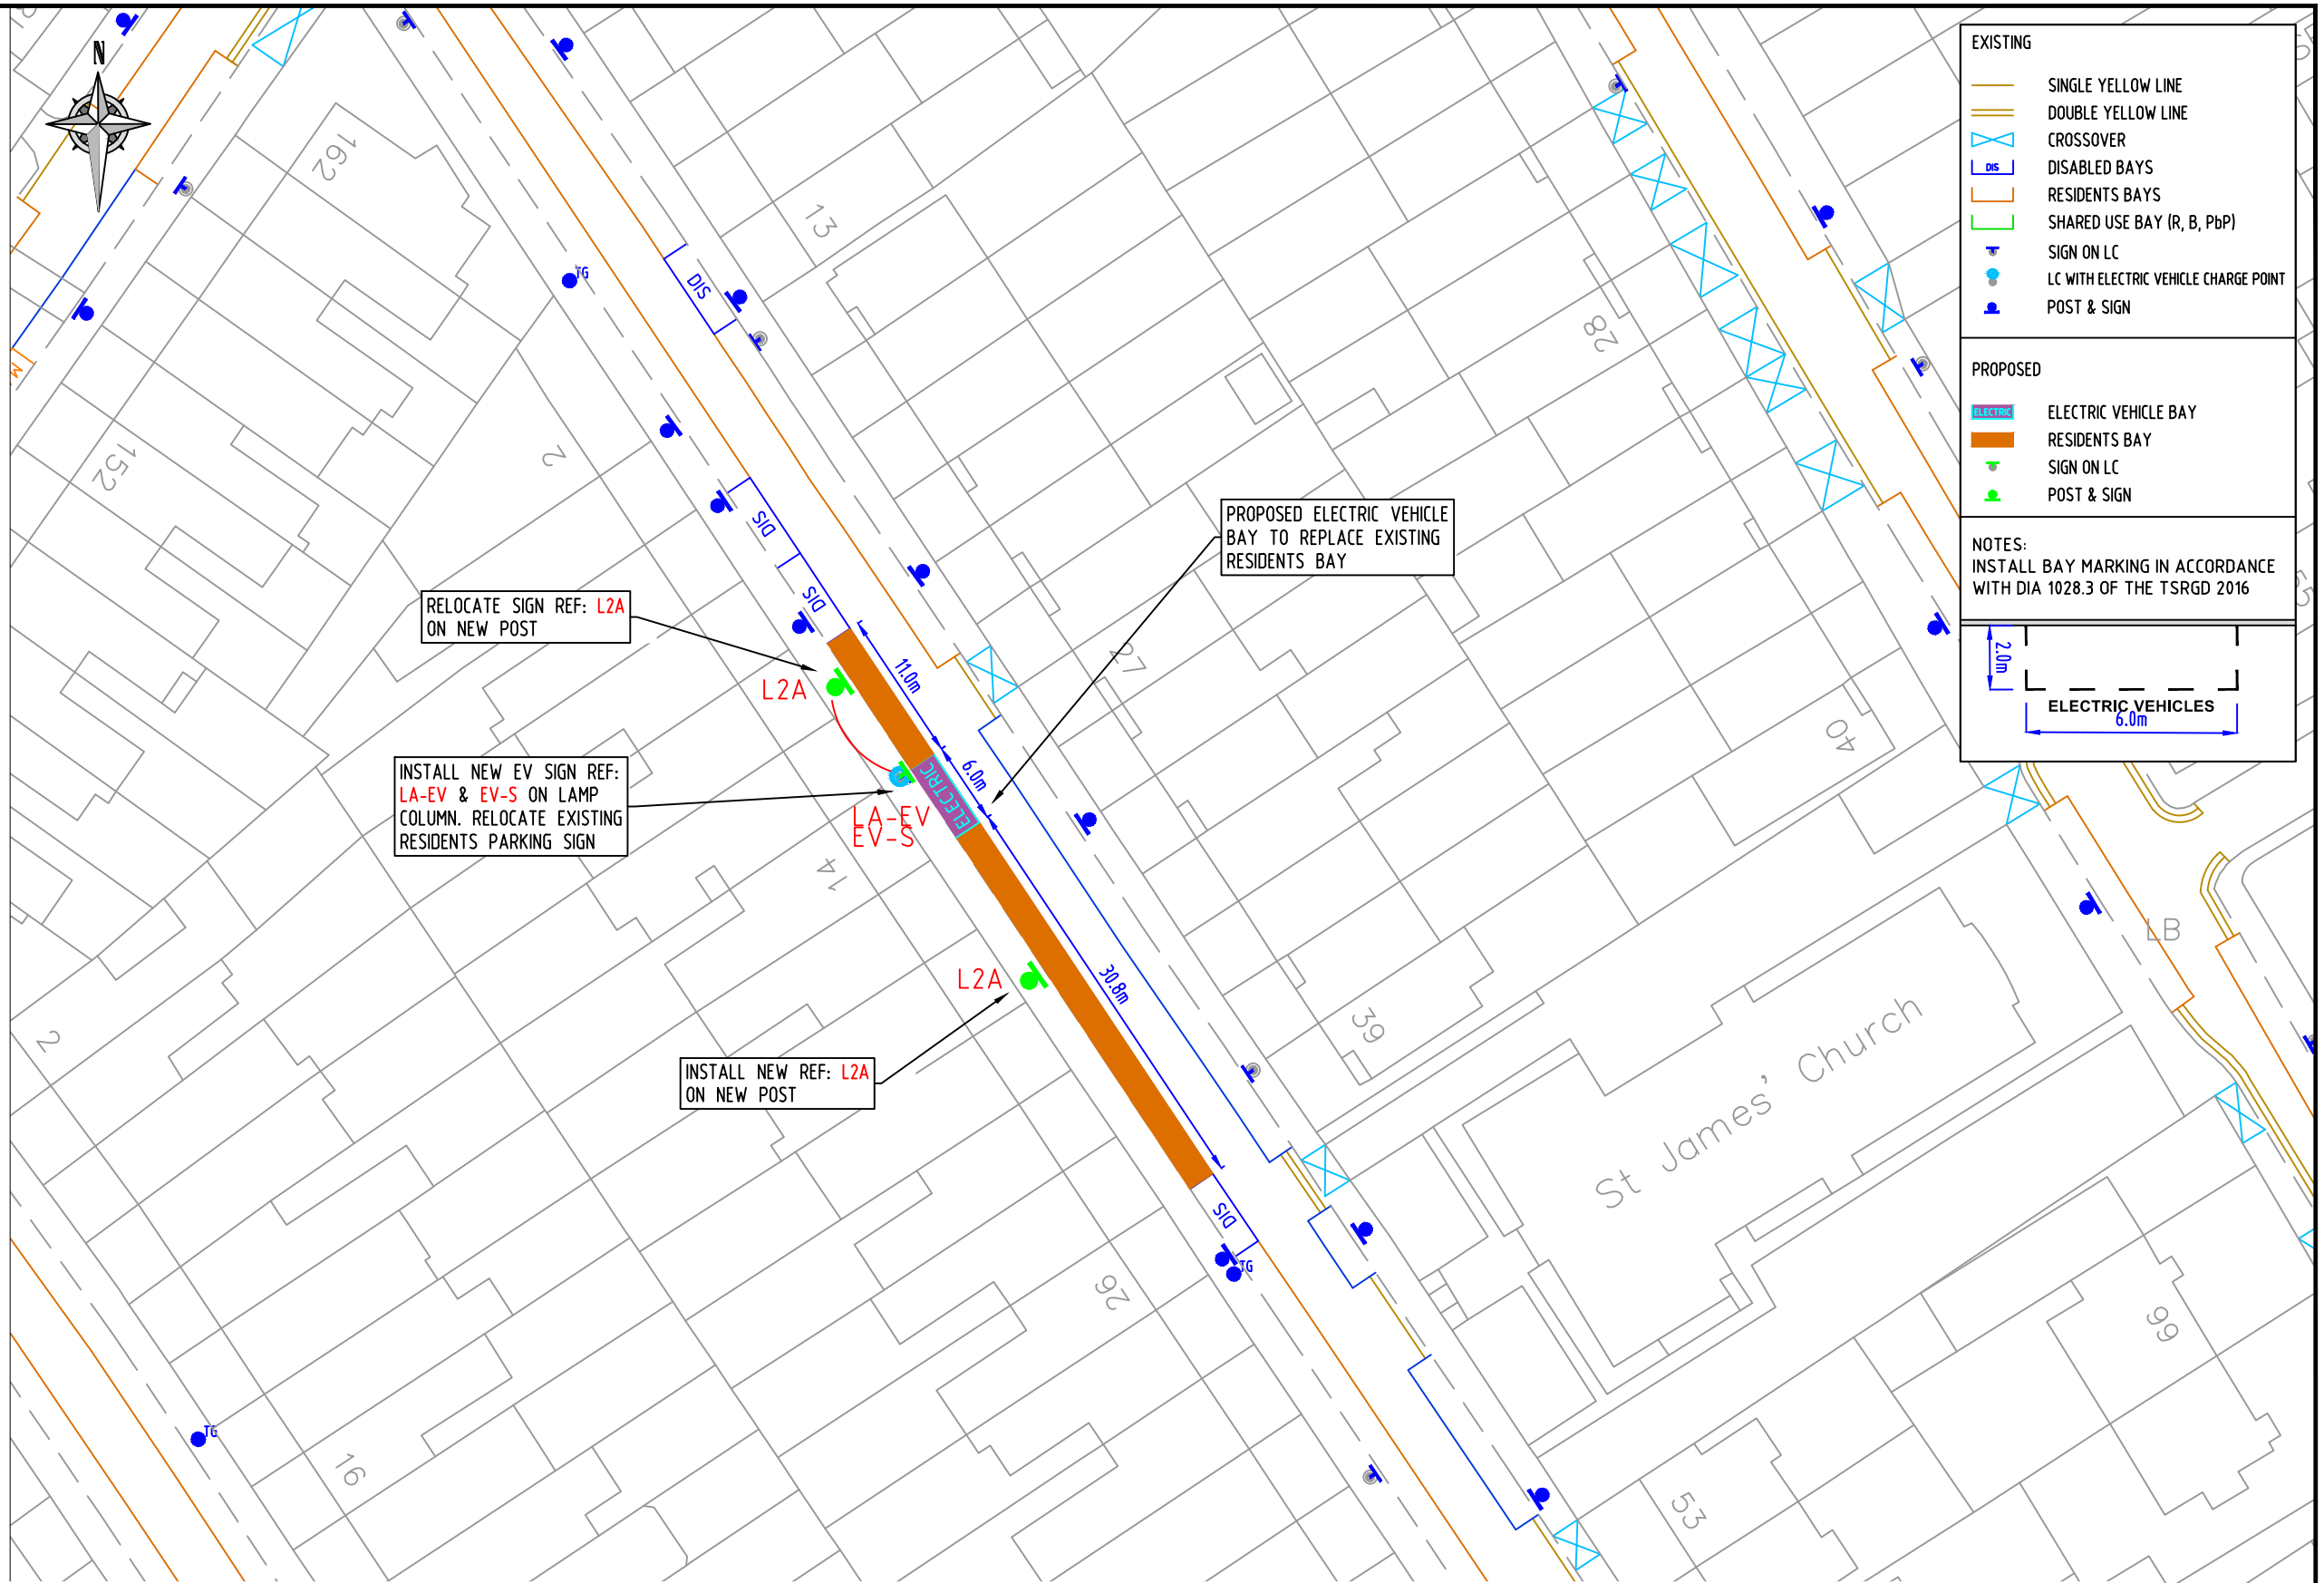 N
162
152
13
2
TG
DIS
DIS
DIS
28
27
40
RELOCATE SIGN REF: L2A
ON NEW POST
L2A
11.0m
PROPOSED ELECTRIC VEHICLE
BAY TO REPLACE EXISTING
RESIDENTS BAY
INSTALL NEW EV SIGN REF:
LA-EV & EV-S ON LAMP
COLUMN. RELOCATE EXISTING
RESIDENTS PARKING SIGN
ELECTRIC
6.0m
LA-EV
EV-S
14
L2A
30.8m
INSTALL NEW REF: L2A
ON NEW POST
39
2
LB
St James' Church
DIS
TG
26
66
16
TG
53
EXISTING
SINGLE YELLOW LINE
DOUBLE YELLOW LINE
CROSSOVER
DIS DISABLED BAYS
RESIDENTS BAYS
SHARED USE BAY (R, B, PbP)
SIGN ON LC
LC WITH ELECTRIC VEHICLE CHARGE POINT
POST & SIGN
PROPOSED
ELECTRIC ELECTRIC VEHICLE BAY
RESIDENTS BAY
SIGN ON LC
POST & SIGN
NOTES:
INSTALL BAY MARKING IN ACCORDANCE
WITH DIA 1028.3 OF THE TSRGD 2016
2.0m
ELECTRIC VEHICLES
6.0m